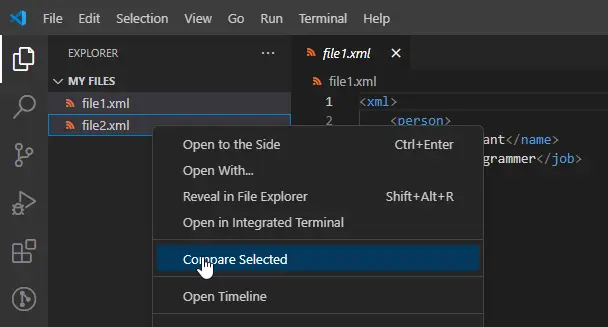 File Edit Selection View Go Run Terminal Help
EXPLORER ...
MY FILES
file1.xml
file2.xml
file1.xml
file1.xml
1 <xml>
2 <person>
ant</name>
grammer</job>
Open to the Side Ctrl+Enter
Open With...
Reveal in File Explorer Shift+Alt+R
Open in Integrated Terminal
Compare Selected
Open Timeline